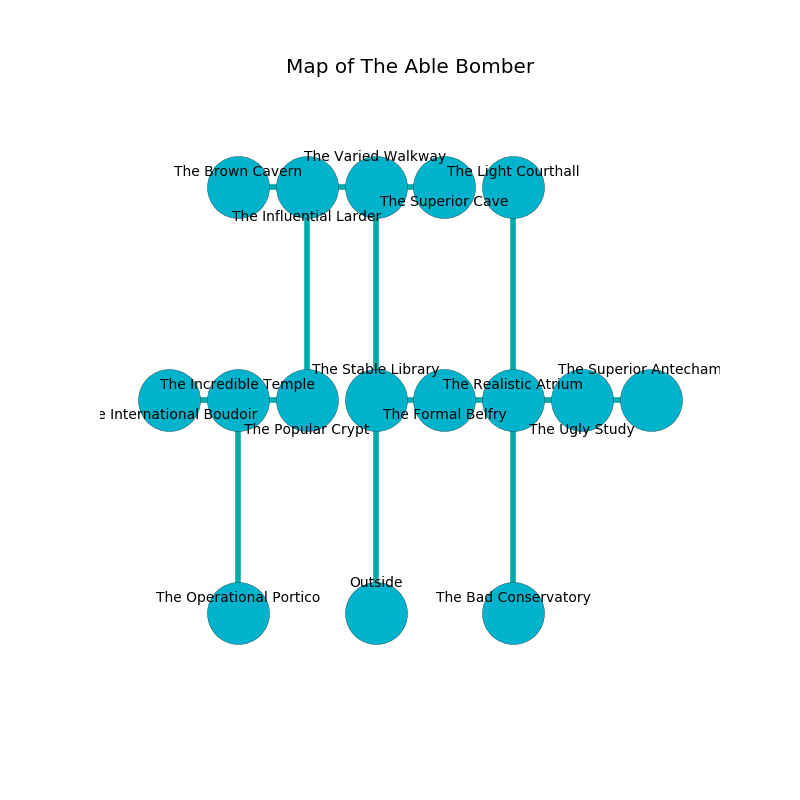 Map of The Able Bomber
The Varied Walkway
The Brown Cavern
The Light Courthall
The Superior Cave
The Influential Larder
The Stable Library
The Superior Antecham
The Incredible Temple
The Realistic Atrium
e International Boudoir
The Formal Belfry
The Popular Crypt
The Ugly Study
Outside
The Operational Portico
The Bad Conservatory